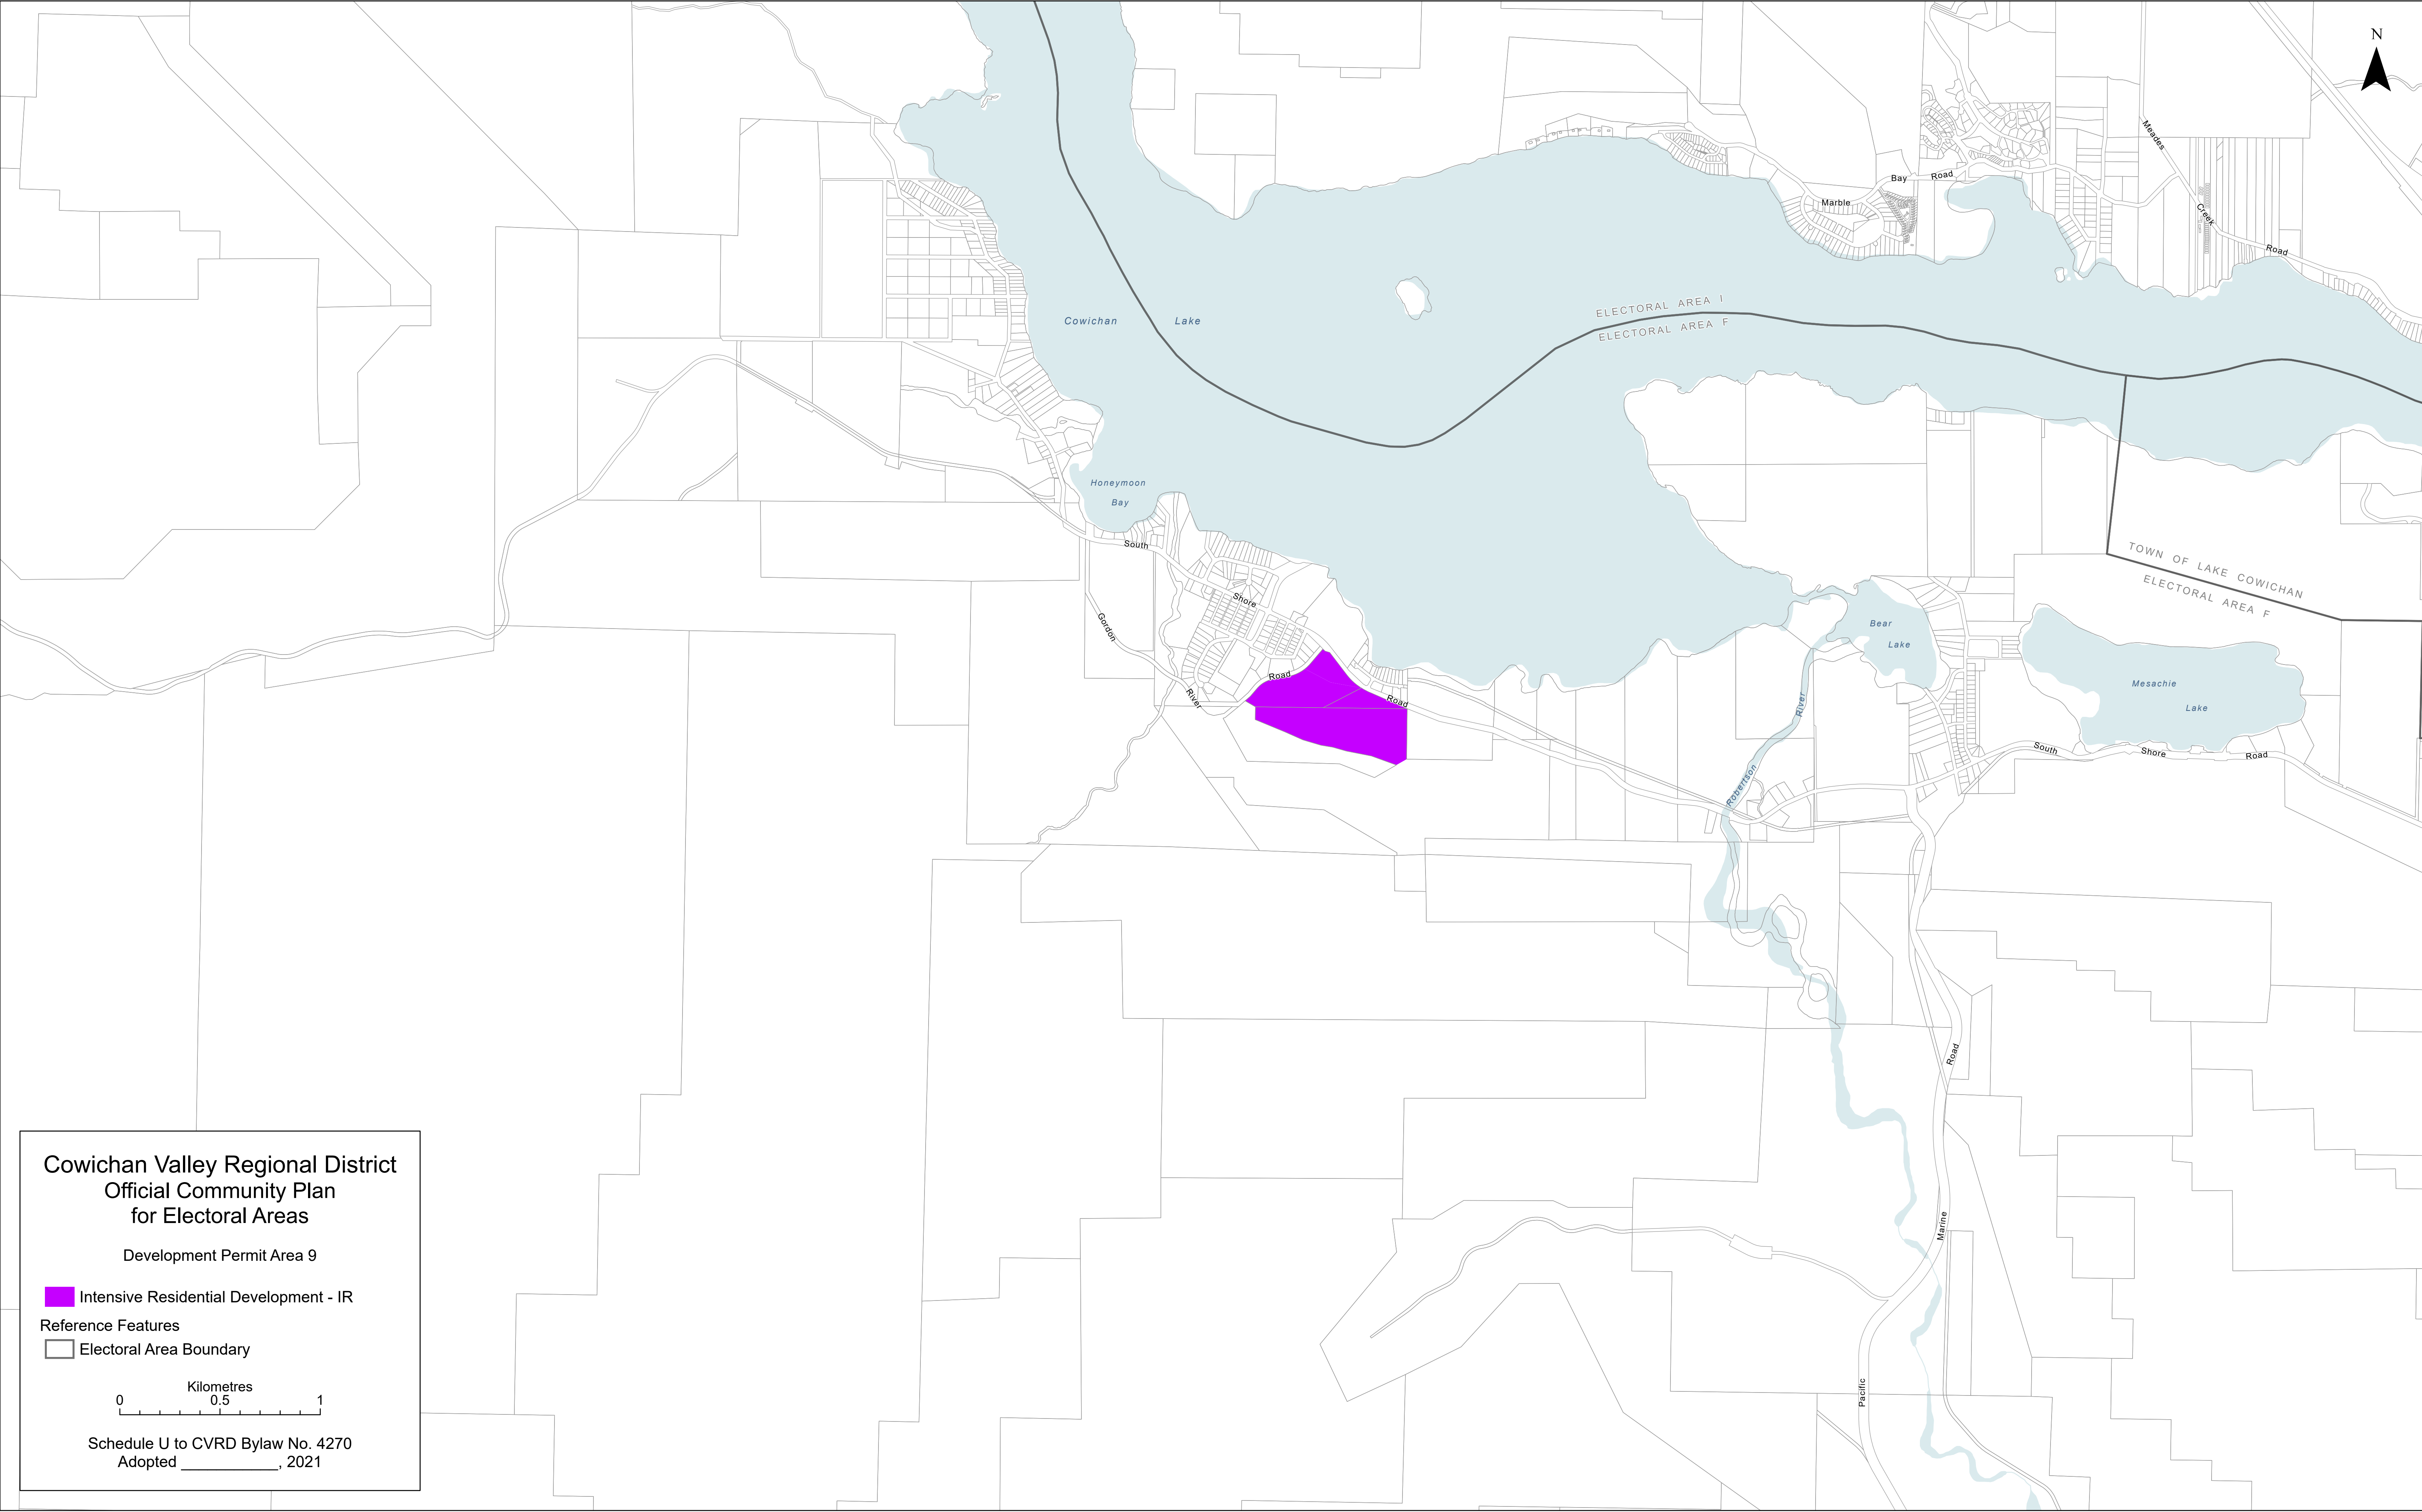 N
Meades
Creek
Road
Bay Road
Marble
ELECTORAL AREA I
ELECTORAL AREA F
Cowichan Lake
Honeymoon
Bay
South
Shore
Road
Gordon
River
Road
TOWN OF LAKE COWICHAN
ELECTORAL AREA F
Bear
Lake
Mesachie
Lake
River
Robertson
South Shore Road
Road
Marine
Pacific
Cowichan Valley Regional District
Official Community Plan
for Electoral Areas
Development Permit Area 9
Intensive Residential Development - IR
Reference Features
Electoral Area Boundary
Kilometres
0 0.5 1
Schedule U to CVRD Bylaw No. 4270
Adopted ___________, 2021